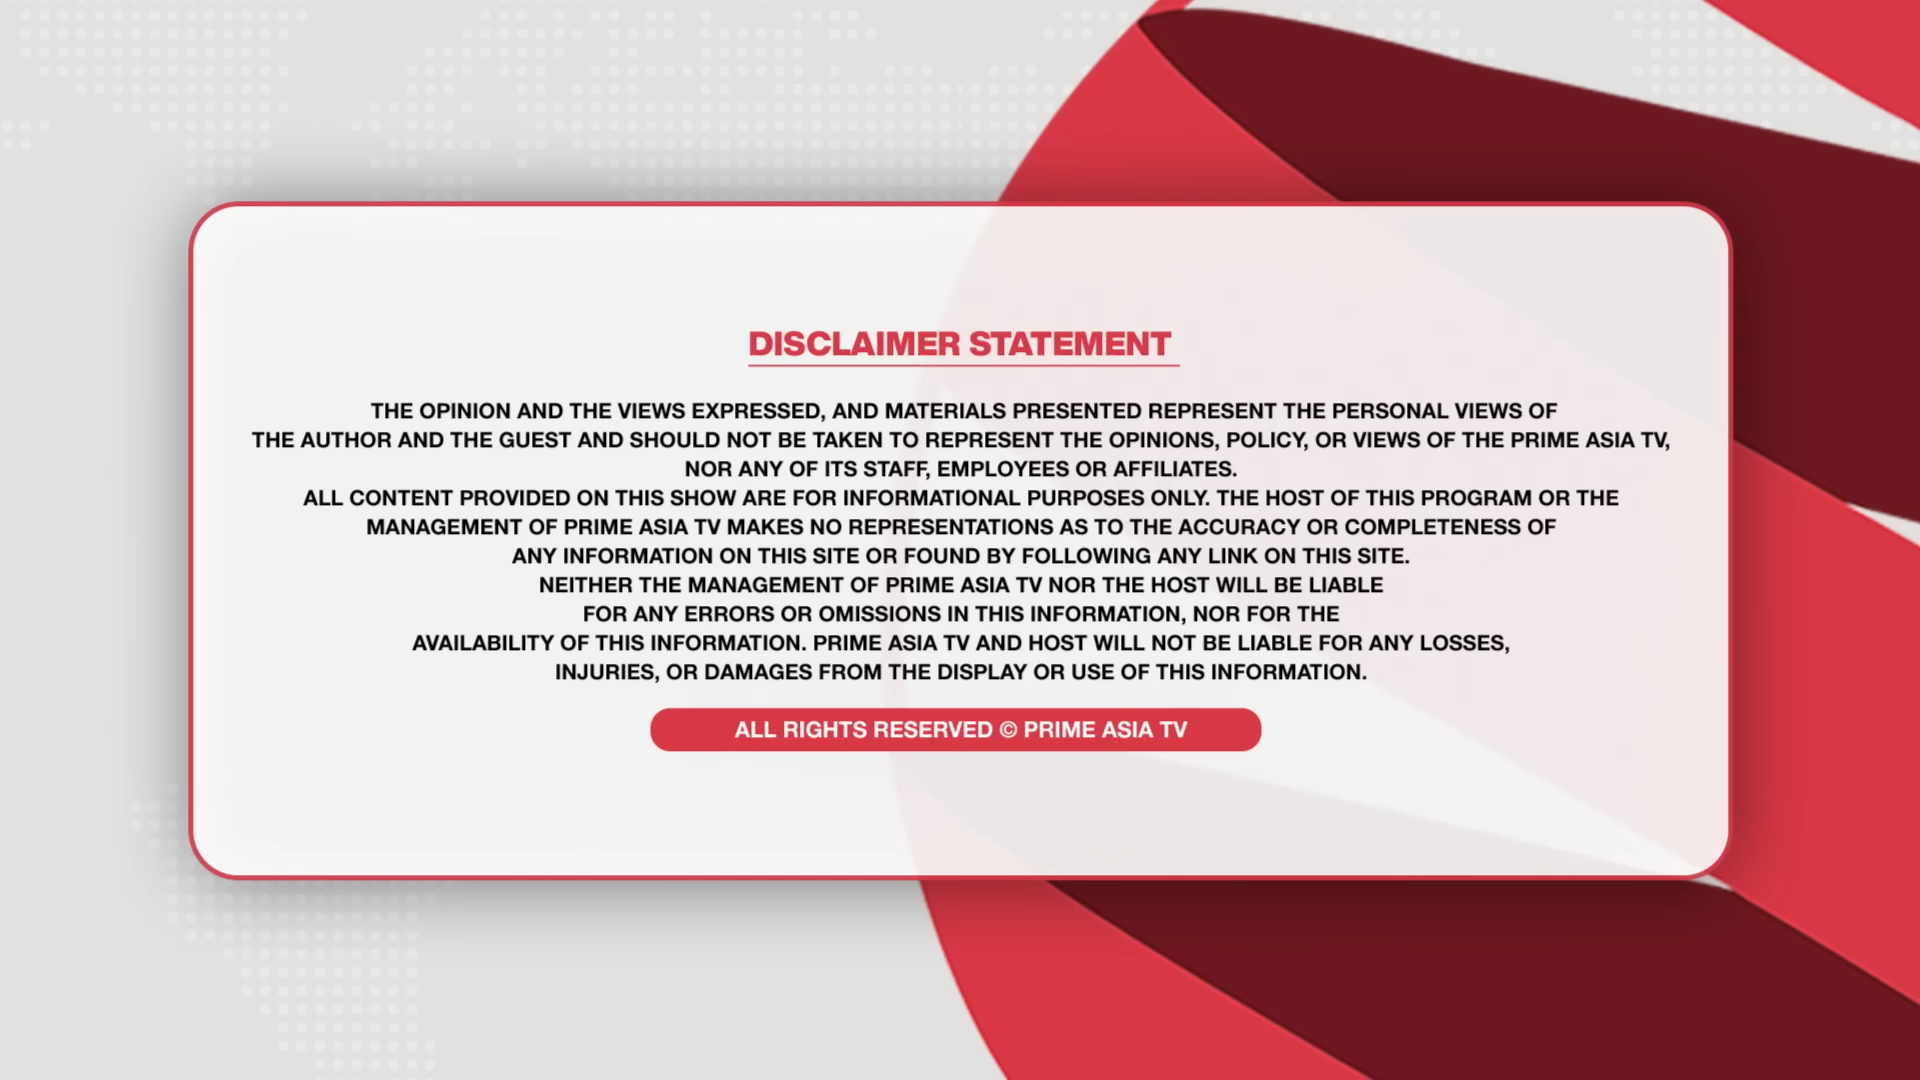 DISCLAIMER STATEMENT
THE OPINION AND THE VIEWS EXPRESSED, AND MATERIALS PRESENTED REPRESENT THE PERSONAL VIEWS OF
THE AUTHOR AND THE GUEST AND SHOULD NOT BE TAKEN TO REPRESENT THE OPINIONS, POLICY, OR VIEWS OF THE PRIME ASIA TV,
NOR ANY OF ITS STAFF, EMPLOYEES OR AFFILIATES.
ALL CONTENT PROVIDED ON THIS SHOW ARE FOR INFORMATIONAL PURPOSES ONLY. THE HOST OF THIS PROGRAM OR THE
MANAGEMENT OF PRIME ASIA TV MAKES NO REPRESENTATIONS AS TO THE ACCURACY OR COMPLETENESS OF
ANY INFORMATION ON THIS SITE OR FOUND BY FOLLOWING ANY LINK ON THIS SITE.
NEITHER THE MANAGEMENT OF PRIME ASIA TV NOR THE HOST WILL BE LIABLE
FOR ANY ERRORS OR OMISSIONS IN THIS INFORMATION, NOR FOR THE
AVAILABILITY OF THIS INFORMATION. PRIME ASIA TV AND HOST WILL NOT BE LIABLE FOR ANY LOSSES,
INJURIES, OR DAMAGES FROM THE DISPLAY OR USE OF THIS INFORMATION.
ALL RIGHTS RESERVED © PRIME ASIA TV